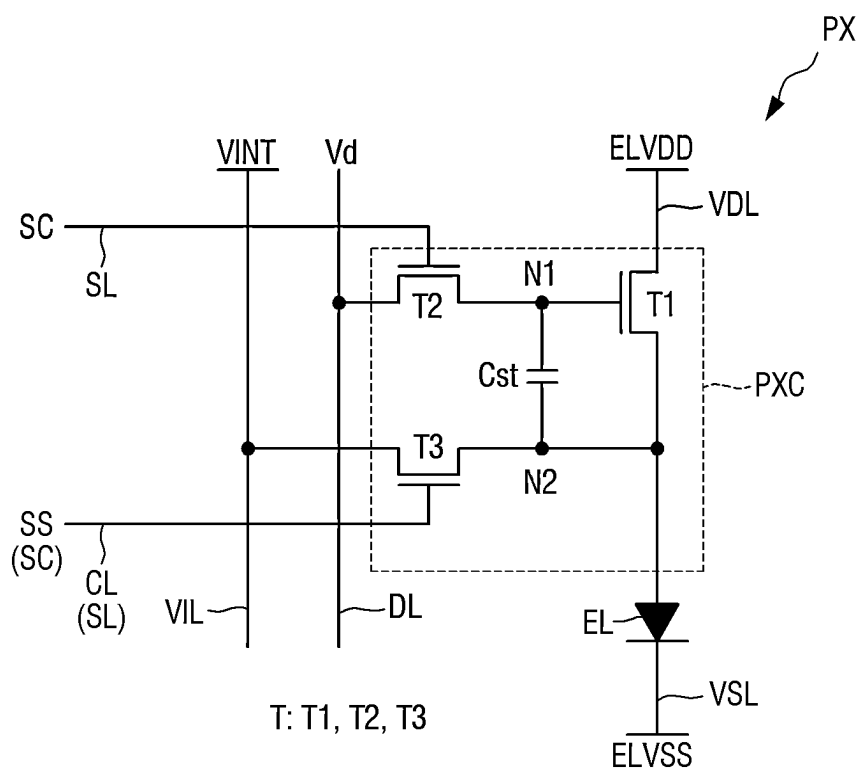 PX
VINT
Vd
ELVDD
VDL
SC
SL
N1
T2
T1
Cst
PXC
T3
N2
SS
(SC)
CL
(SL)
VIL
DL
EL
VSL
T: T1, T2, T3
ELVSS